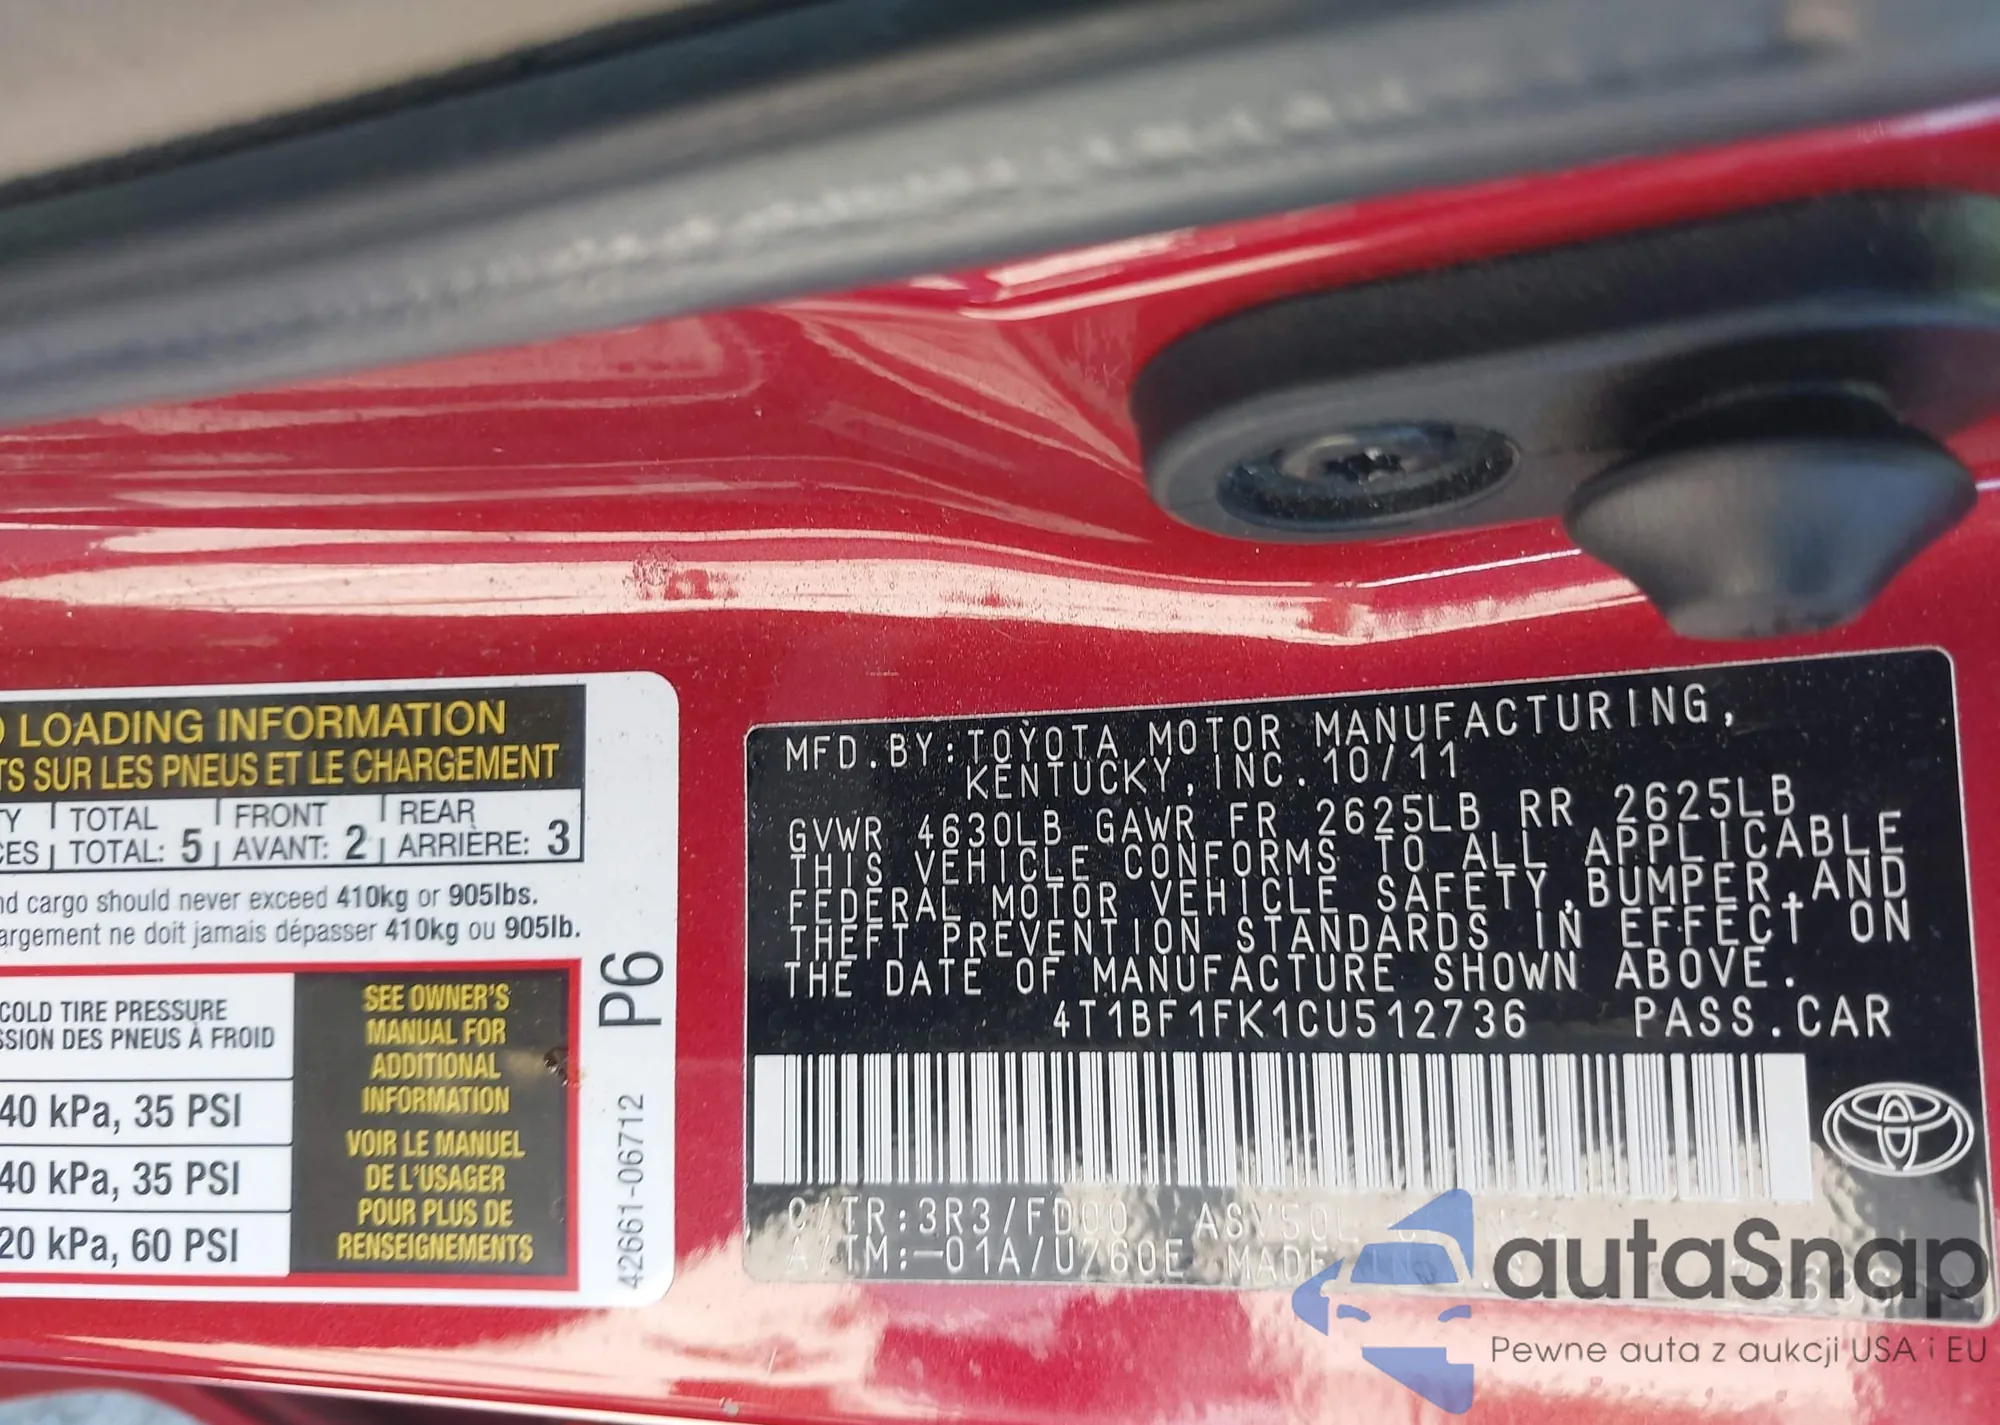 LOADING INFORMATION
SUR LES PNEUS ET LE CHARGEMENT
TOTAL FRONT REAR
TOTAL: 5 AVANT: 2 ARRIÈRE: 3
cargo should never exceed 410kg or 905lbs.
ne doit jamais dépasser 410kg ou 905lb.
COLD TIRE PRESSURE
DES PNEUS À FROID
40 kPa, 35 PSI
40 kPa, 35 PSI
20 kPa, 60 PSI
SEE OWNER'S
MANUAL FOR
ADDITIONAL
INFORMATION
VOIR LE MANUEL
DE L'USAGER
POUR PLUS DE
RENSEIGNEMENTS
P6
42661-06712
MFD.BY:TOYOTA MOTOR MANUFACTURING,
KENTUCKY, INC.10/11
GVWR 4630LB GAWR FR 2625LB RR 2625LB
THIS VEHICLE CONFORMS TO ALL APPLICABLE
FEDERAL MOTOR VEHICLE SAFETY,BUMPER,AND
THEFT PREVENTION STANDARDS IN EFFECT ON
THE DATE OF MANUFACTURE SHOWN ABOVE.
4T1BF1FK1CU512736 PASS.CAR
C/TR:3R3/FD00
A/TM:-01A/U760E MADE IN
autaSnap
Pewne auta z aukcji USA i EU